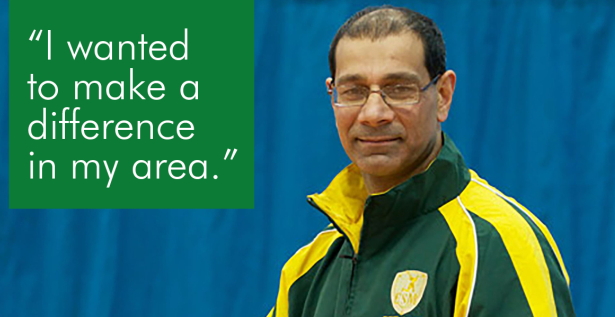 “I wanted
to make a
difference
in my area.”